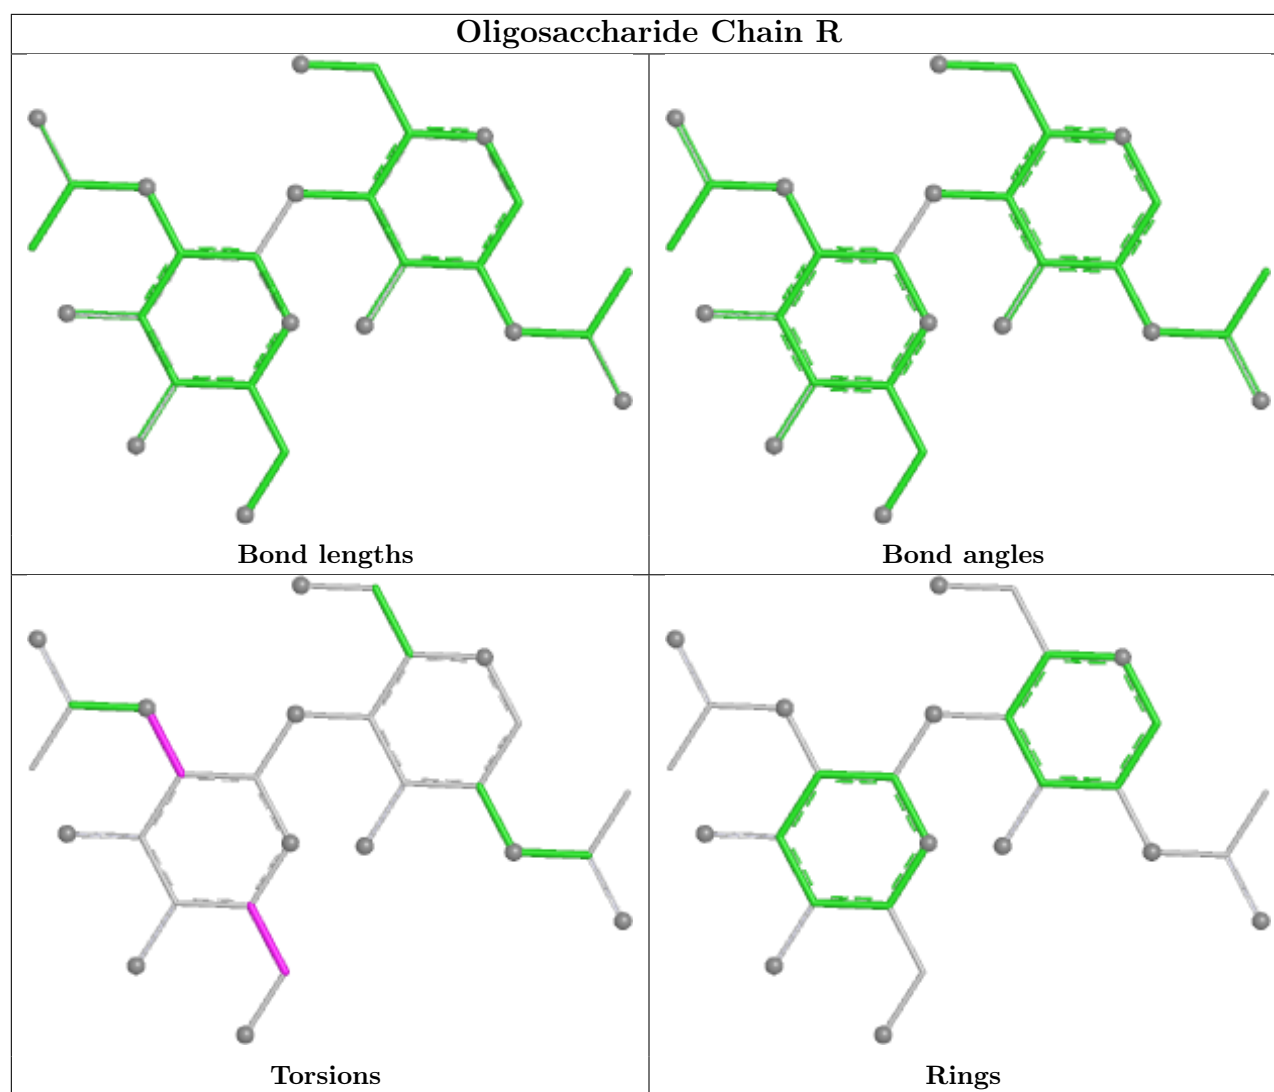 Oligosaccharide Chain R
Bond lengths
Bond angles
Torsions
Rings